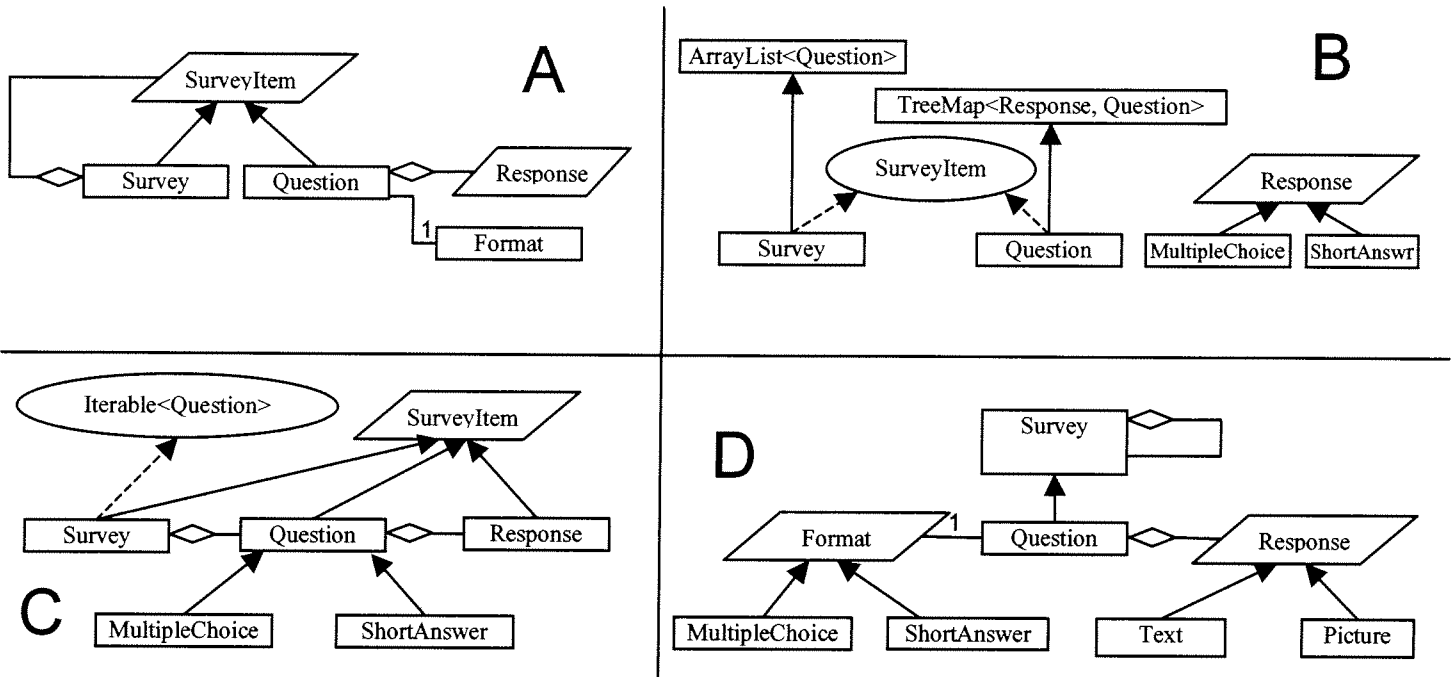 A
SurveyItem
Survey
Question
Response
1
Format
B
ArrayList<Question>
TreeMap<Response, Question>
SurveyItem
Response
Survey
Question
MultipleChoice
ShortAnswr
C
Iterable<Question>
SurveyItem
Survey
Question
Response
MultipleChoice
ShortAnswer
D
Survey
Format
1
Question
Response
MultipleChoice
ShortAnswer
Text
Picture